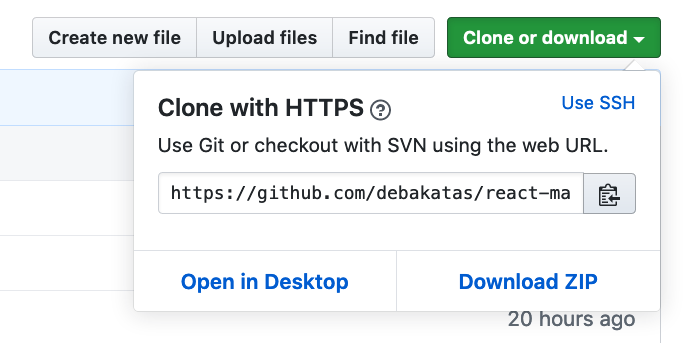 Create new file Upload files Find file Clone or download
Clone with HTTPS ? Use SSH
Use Git or checkout with SVN using the web URL.
https://github.com/debakatas/react-ma
Open in Desktop Download ZIP
20 hours ago